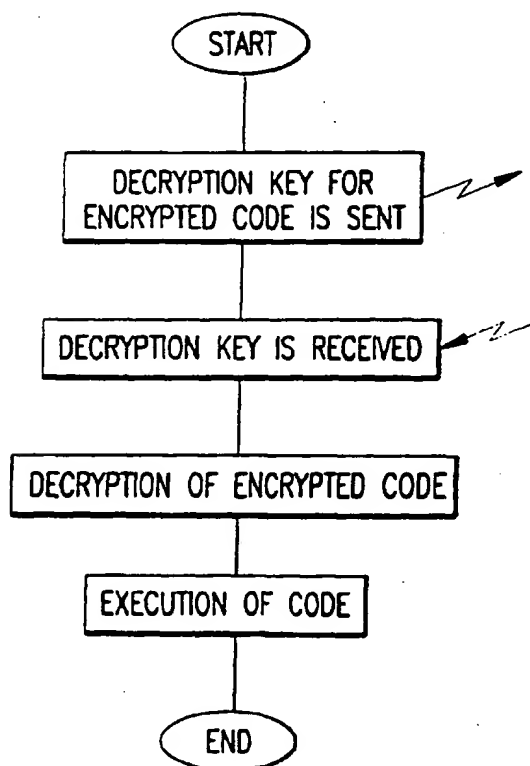 START
DECRYPTION KEY FOR
ENCRYPTED CODE IS SENT
DECRYPTION KEY IS RECEIVED
DECRYPTION OF ENCRYPTED CODE
EXECUTION OF CODE
END